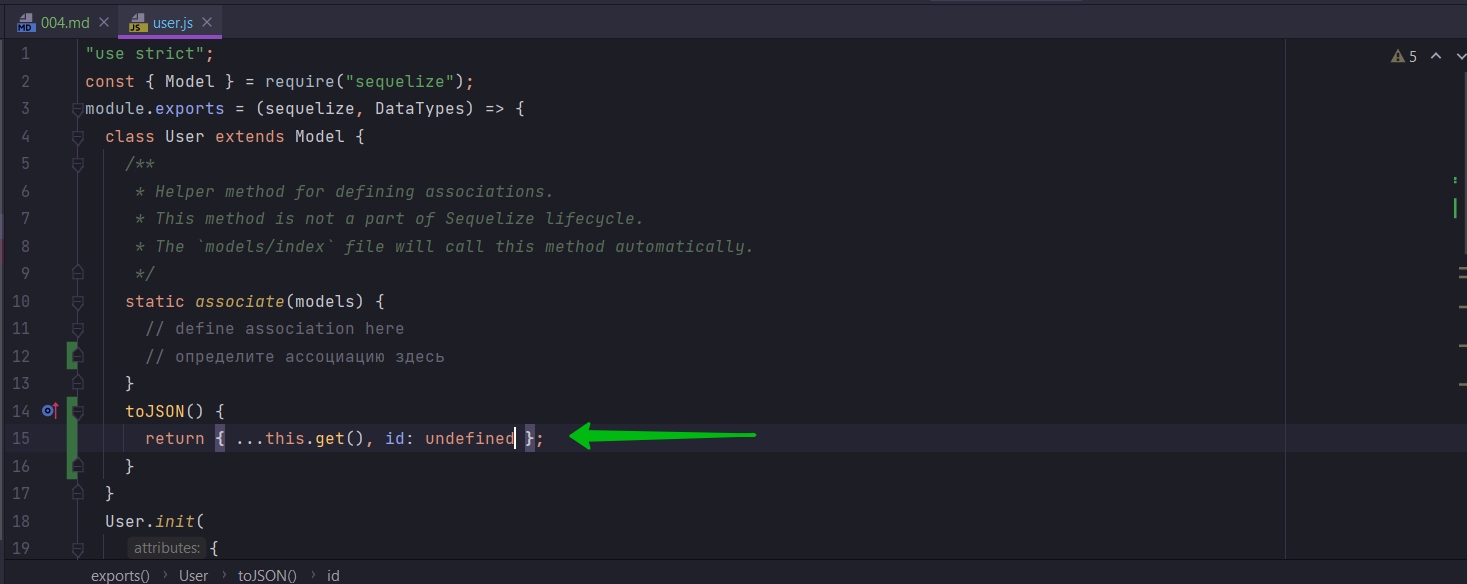 004.md user.js
5
1 "use strict";
2 const { Model } = require("sequelize");
3 module.exports = (sequelize, DataTypes) => {
4 class User extends Model {
5 /**
6 * Helper method for defining associations.
7 * This method is not a part of Sequelize lifecycle.
8 * The `models/index` file will call this method automatically.
9 */
10 static associate(models) {
11 // define association here
12 // определите ассоциацию здесь
13 }
14 toJSON() {
15 return { ...this.get(), id: undefined };
16 }
17 }
18 User.init(
19 attributes: {
exports() › User › toJSON() › id